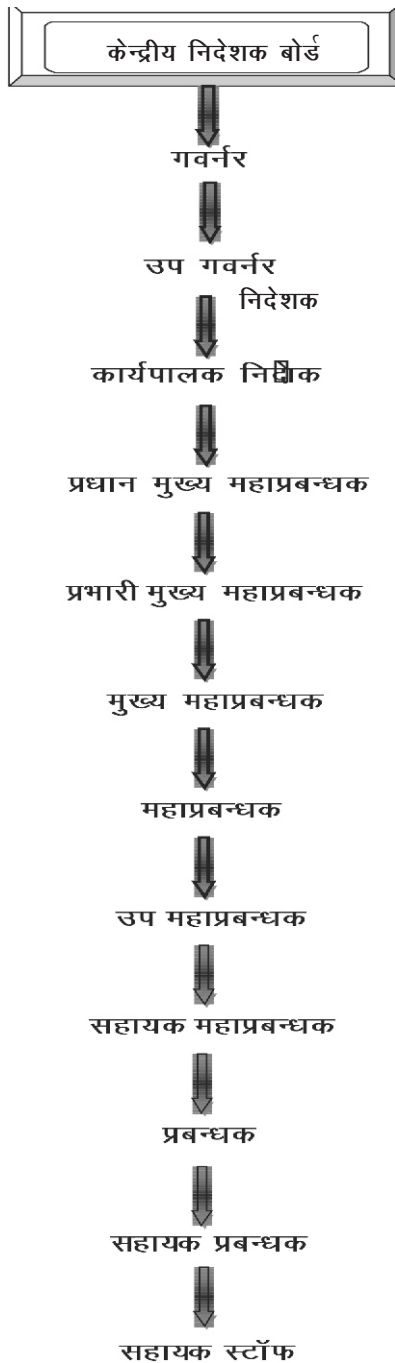 केन्द्रीय निदेशक बोर्ड
गवर्नर
उप गवर्नर
निदेशक
कार्यपालक
प्रधान मुख्य महाप्रबन्धक
प्रभारी मुख्य महाप्रबन्धक
मुख्य महाप्रबन्धक
महाप्रबन्धक
उप महाप्रबन्धक
सहायक महाप्रबन्धक
प्रबन्धक
सहायक प्रबन्धक
सहायक स्टॉफ